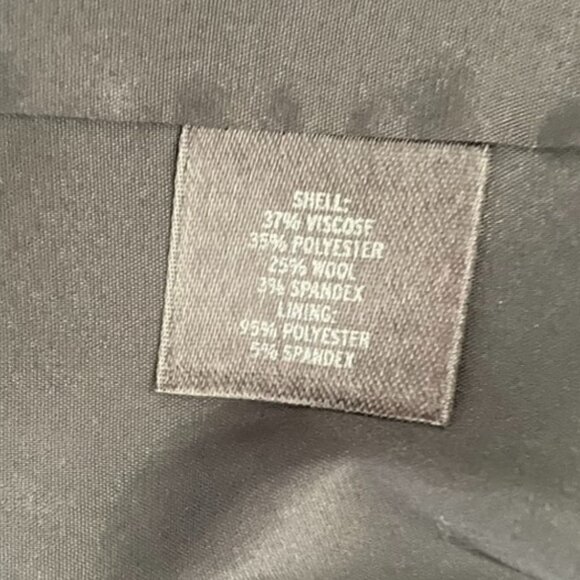 SHELL:
37% VISCOSE
35% POLYESTER
25% WOOL
3% SPANDEX
LINING:
95% POLYESTER
5% SPANDEX